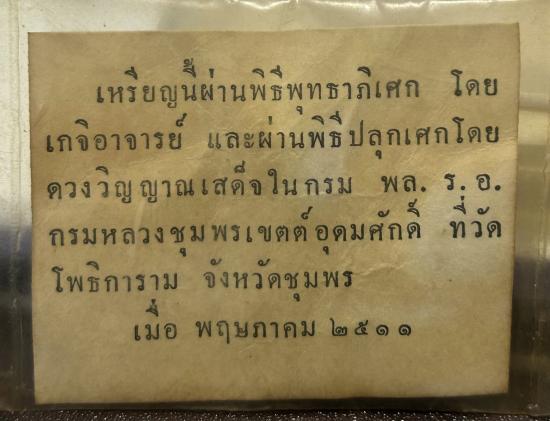 เหรียญนี้ผ่านพิธีพุทธาภิเศก โดย
เกจิอาจารย์ และผ่านพิธีปลุกเศกโดย
ดวงวิญญาณเสด็จในกรม พล. ร. อ.
กรมหลวงชุมพรเขตต์อุดมศักดิ์ ที่วัด
โพธิการาม จังหวัดชุมพร
เมื่อ พฤษภาคม ๒๕๑๑